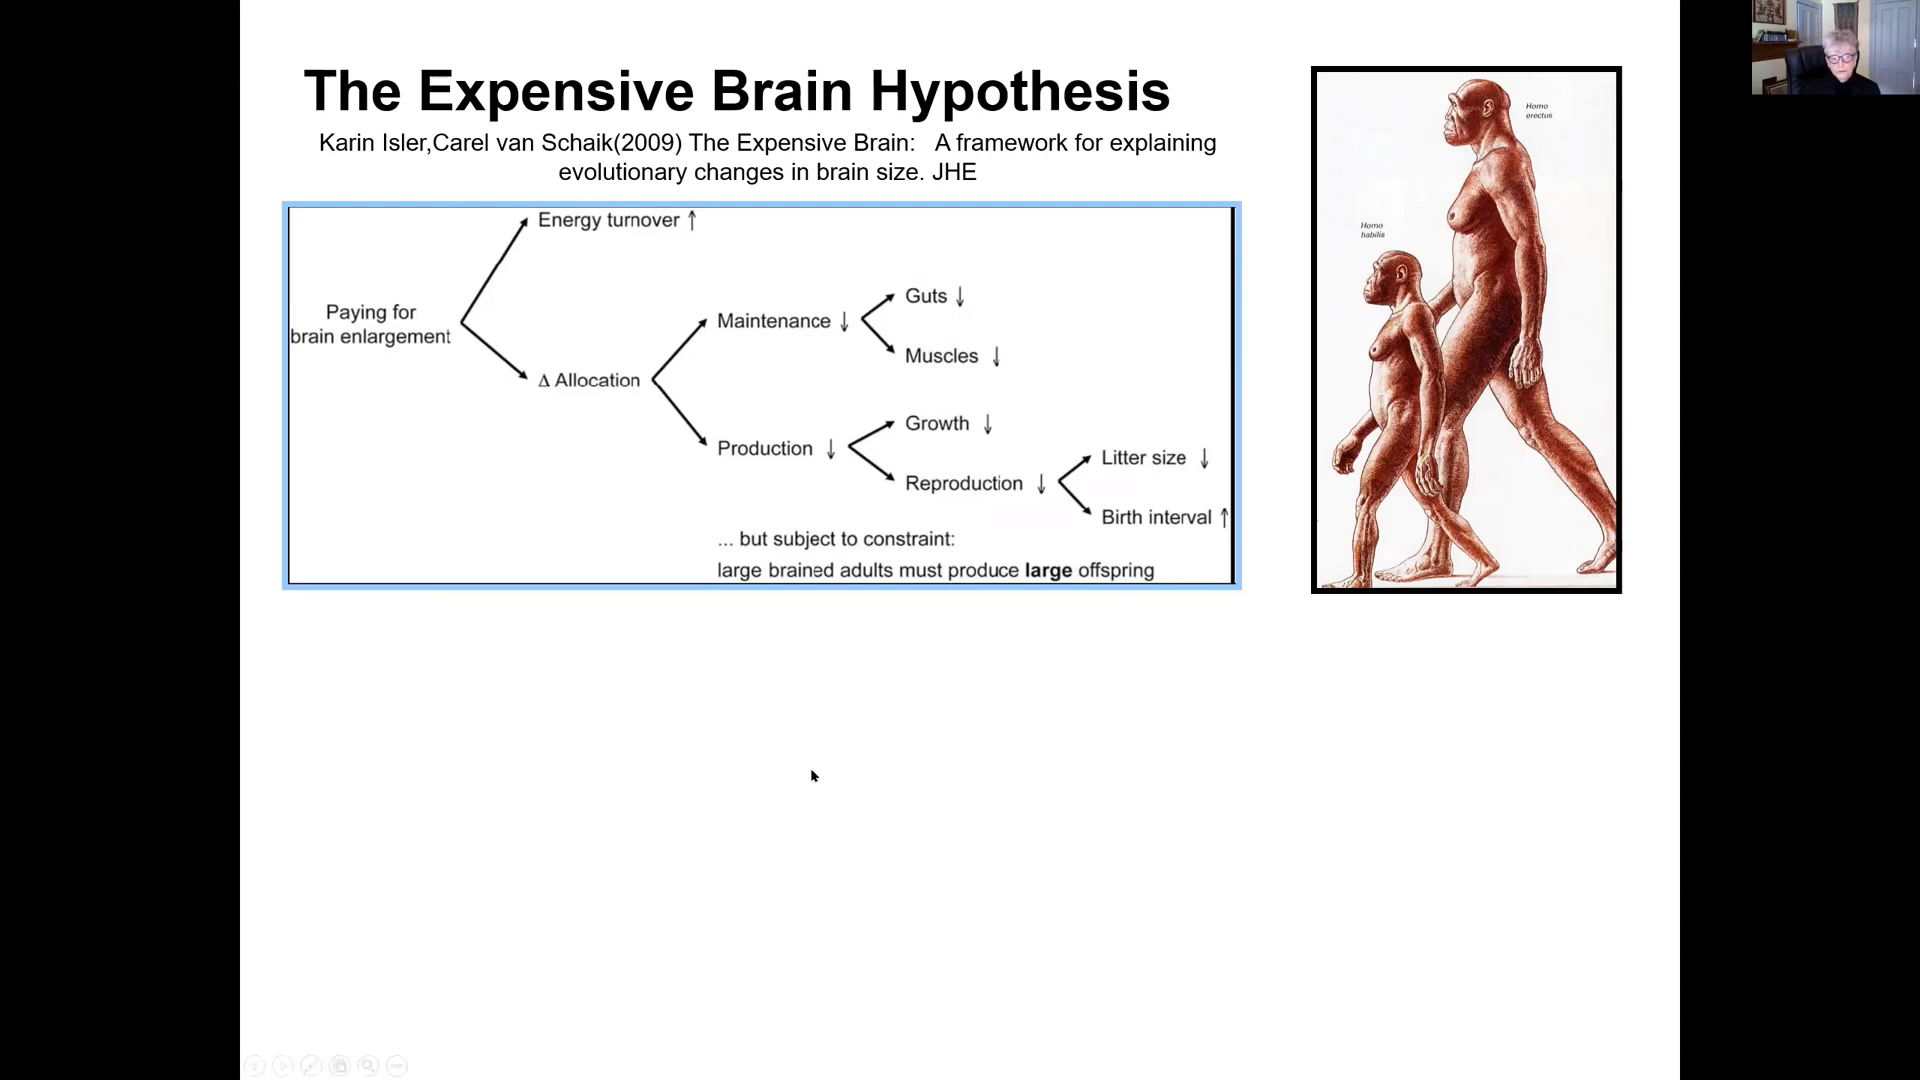 The Expensive Brain Hypothesis
Karin Isler,Carel van Schaik(2009) The Expensive Brain: A framework for explaining
evolutionary changes in brain size. JHE
Energy turnover ↑
Paying for
brain enlargement
Δ Allocation
Maintenance ↓
Guts ↓
Muscles ↓
Production ↓
Growth ↓
Reproduction ↓
Litter size ↓
Birth interval ↑
... but subject to constraint:
large brained adults must produce large offspring
Homo
erectus
Homo
habilis